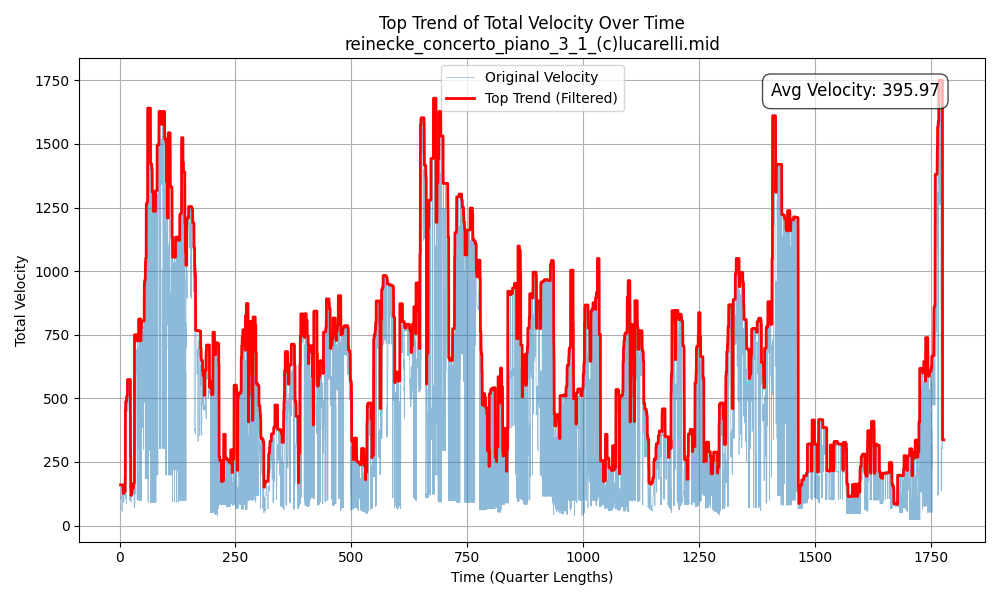 Top Trend of Total Velocity Over Time
reinecke_concerto_piano_3_1_(c)lucarelli.mid
Original Velocity
Top Trend (Filtered)
Avg Velocity: 395.97
Total Velocity
1750
1500
1250
1000
750
500
250
0
0 250 500 750 1000 1250 1500 1750
Time (Quarter Lengths)